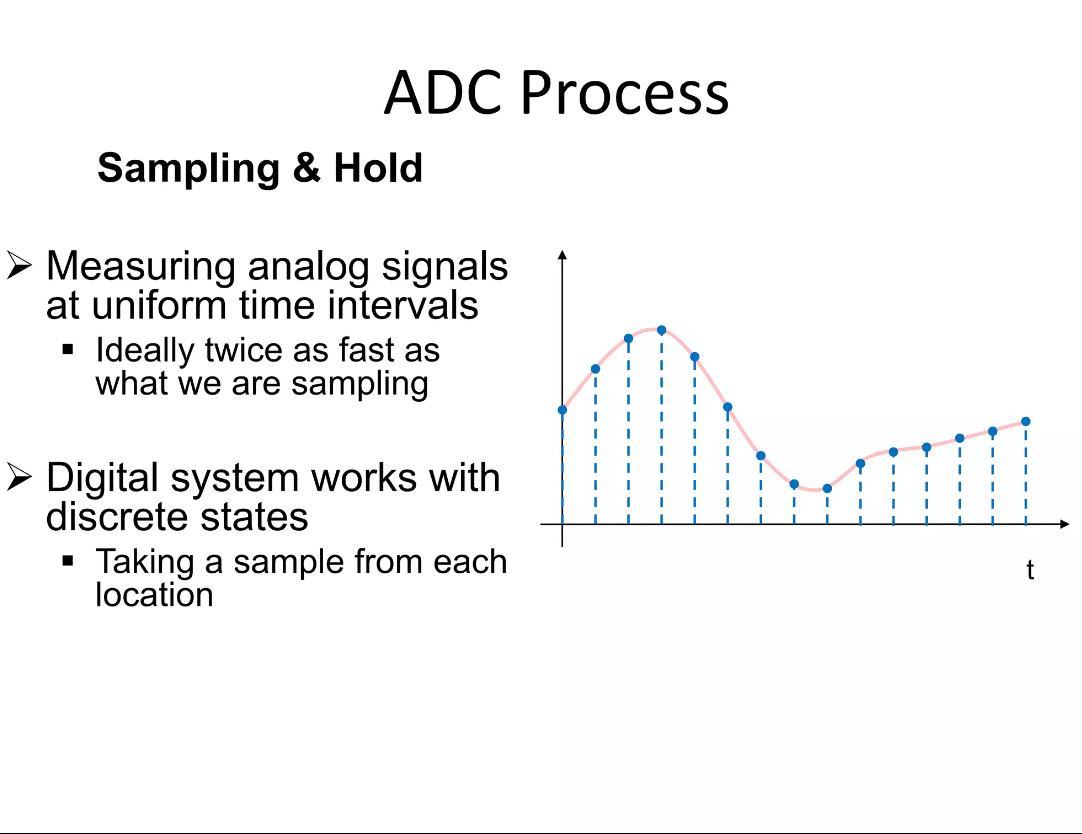 ADC Process
Sampling & Hold
➢ Measuring analog signals
at uniform time intervals
▪ Ideally twice as fast as
what we are sampling
➢ Digital system works with
discrete states
▪ Taking a sample from each
location
t